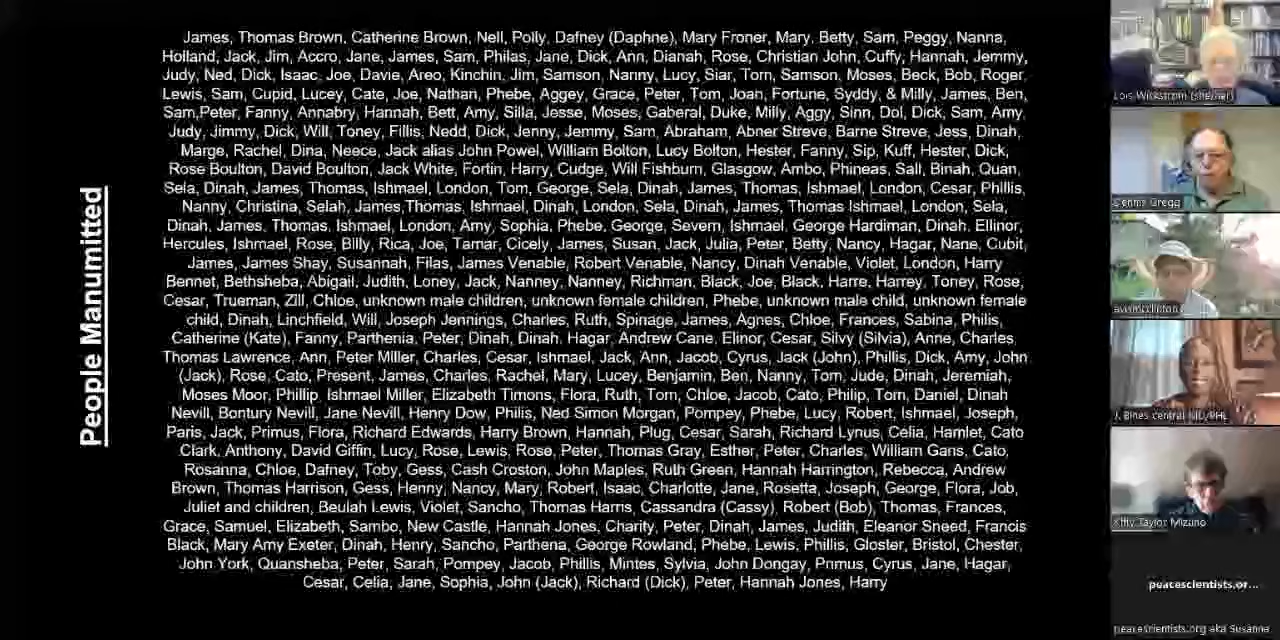 People Manumitted
James, Thomas Brown, Catherine Brown, Nell, Polly, Dafney (Daphne), Mary Froner, Mary, Betty, Sam, Peggy, Nanna,
Holland, Jack, Jim, Accro, Jane, James, Sam, Philas, Jane, Dick, Ann, Dianah, Rose, Christian John, Cuffy, Hannah, Jemmy,
Judy, Ned, Dick, Isaac, Joe, Davie, Areo, Kinchin, Jim, Samson, Nanny, Lucy, Siar, Tom, Samson, Moses, Beck, Bob, Roger,
Lewis, Sam, Cupid, Lucey, Cate, Joe, Nathan, Phebe, Aggey, Grace, Peter, Tom, Joan, Fortune, Syddy, & Milly, James, Ben,
Sam,Peter, Fanny, Annabry, Hannah, Bett, Amy, Silla, Jesse, Moses, Gaberal, Duke, Milly, Aggy, Sinn, Dol, Dick, Sam, Amy,
Judy, Jimmy, Dick, Will, Toney, Fillis, Nedd, Dick, Jenny, Jemmy, Sam, Abraham, Abner Streve, Barne Streve, Jess, Dinah,
Marge, Rachel, Dina, Neece, Jack alias John Powel, William Bolton, Lucy Bolton, Hester, Fanny, Sip, Kuff, Hester, Dick,
Rose Boulton, David Boulton, Jack White, Fortin, Harry, Cudge, Will Fishburn, Glasgow, Ambo, Phineas, Sall, Binah, Quan,
Sela, Dinah, James, Thomas, Ishmael, London, Tom, George, Sela, Dinah, James, Thomas, Ishmael, London, Cesar, Phillis,
Nanny, Christina, Selah, James,Thomas, Ishmael, Dinah, London, Sela, Dinah, James, Thomas Ishmael, London, Sela,
Dinah, James, Thomas, Ishmael, London, Amy, Sophia, Phebe, George, Severn, Ishmael, George Hardiman, Dinah, Ellinor,
Hercules, Ishmael, Rose, Billy, Rica, Joe, Tamar, Cicely, James, Susan, Jack, Julia, Peter, Betty, Nancy, Hagar, Nane, Cubit,
James, James Shay, Susannah, Filas, James Venable, Robert Venable, Nancy, Dinah Venable, Violet, London, Harry
Bennet, Bethsheba, Abigail, Judith, Loney, Jack, Nanney, Nanney, Richman, Black, Joe, Black, Harre, Harrey, Toney, Rose,
Cesar, Trueman, Zill, Chloe, unknown male children, unknown female children, Phebe, unknown male child, unknown female
child, Dinah, Linchfield, Will, Joseph Jennings, Charles, Ruth, Spinage, James, Agnes, Chloe, Frances, Sabina, Philis,
Catherine (Kate), Fanny, Parthenia, Peter, Dinah, Dinah, Hagar, Andrew Cane, Elinor, Cesar, Silvy (Silvia), Anne, Charles,
Thomas Lawrence, Ann, Peter Miller, Charles, Cesar, Ishmael, Jack, Ann, Jacob, Cyrus, Jack (John), Phillis, Dick, Amy, John
(Jack), Rose, Cato, Present, James, Charles, Rachel, Mary, Lucey, Benjamin, Ben, Nanny, Tom, Jude, Dinah, Jeremiah,
Moses Moor, Phillip, Ishmael Miller, Elizabeth Timons, Flora, Ruth, Tom, Chloe, Jacob, Cato, Philip, Tom, Daniel, Dinah
Nevill, Bontury Nevill, Jane Nevill, Henry Dow, Philis, Ned Simon Morgan, Pompey, Phebe, Lucy, Robert, Ishmael, Joseph,
Paris, Jack, Primus, Flora, Richard Edwards, Harry Brown, Hannah, Plug, Cesar, Sarah, Richard Lynus, Celia, Hamlet, Cato
Clark, Anthony, David Giffin, Lucy, Rose, Lewis, Rose, Peter, Thomas Gray, Esther, Peter, Charles, William Gans, Cato,
Rosanna, Chloe, Dafney, Toby, Gess, Cash Croston, John Maples, Ruth Green, Hannah Harrington, Rebecca, Andrew
Brown, Thomas Harrison, Gess, Henny, Nancy, Mary, Robert, Isaac, Charlotte, Jane, Rosetta, Joseph, George, Flora, Job,
Juliet and children, Beulah Lewis, Violet, Sancho, Thomas Harris, Cassandra (Cassy), Robert (Bob), Thomas, Frances,
Grace, Samuel, Elizabeth, Sambo, New Castle, Hannah Jones, Charity, Peter, Dinah, James, Judith, Eleanor Sneed, Francis
Black, Mary Amy Exeter, Dinah, Henry, Sancho, Parthena, George Rowland, Phebe, Lewis, Phillis, Gloster, Bristol, Chester,
John York, Quansheba, Peter, Sarah, Pompey, Jacob, Phillis, Mintes, Sylvia, John Dongay, Primus, Cyrus, Jane, Hagar,
Cesar, Celia, Jane, Sophia, John (Jack), Richard (Dick), Peter, Hannah Jones, Harry
Lois Wickstrom (she/her)
Dennis Gregg
avis mcclinton
J. Bines central MD/PHL
Kitty Taylor Mizuno
peacescientists.or...
peacescientists.org aka Susanna